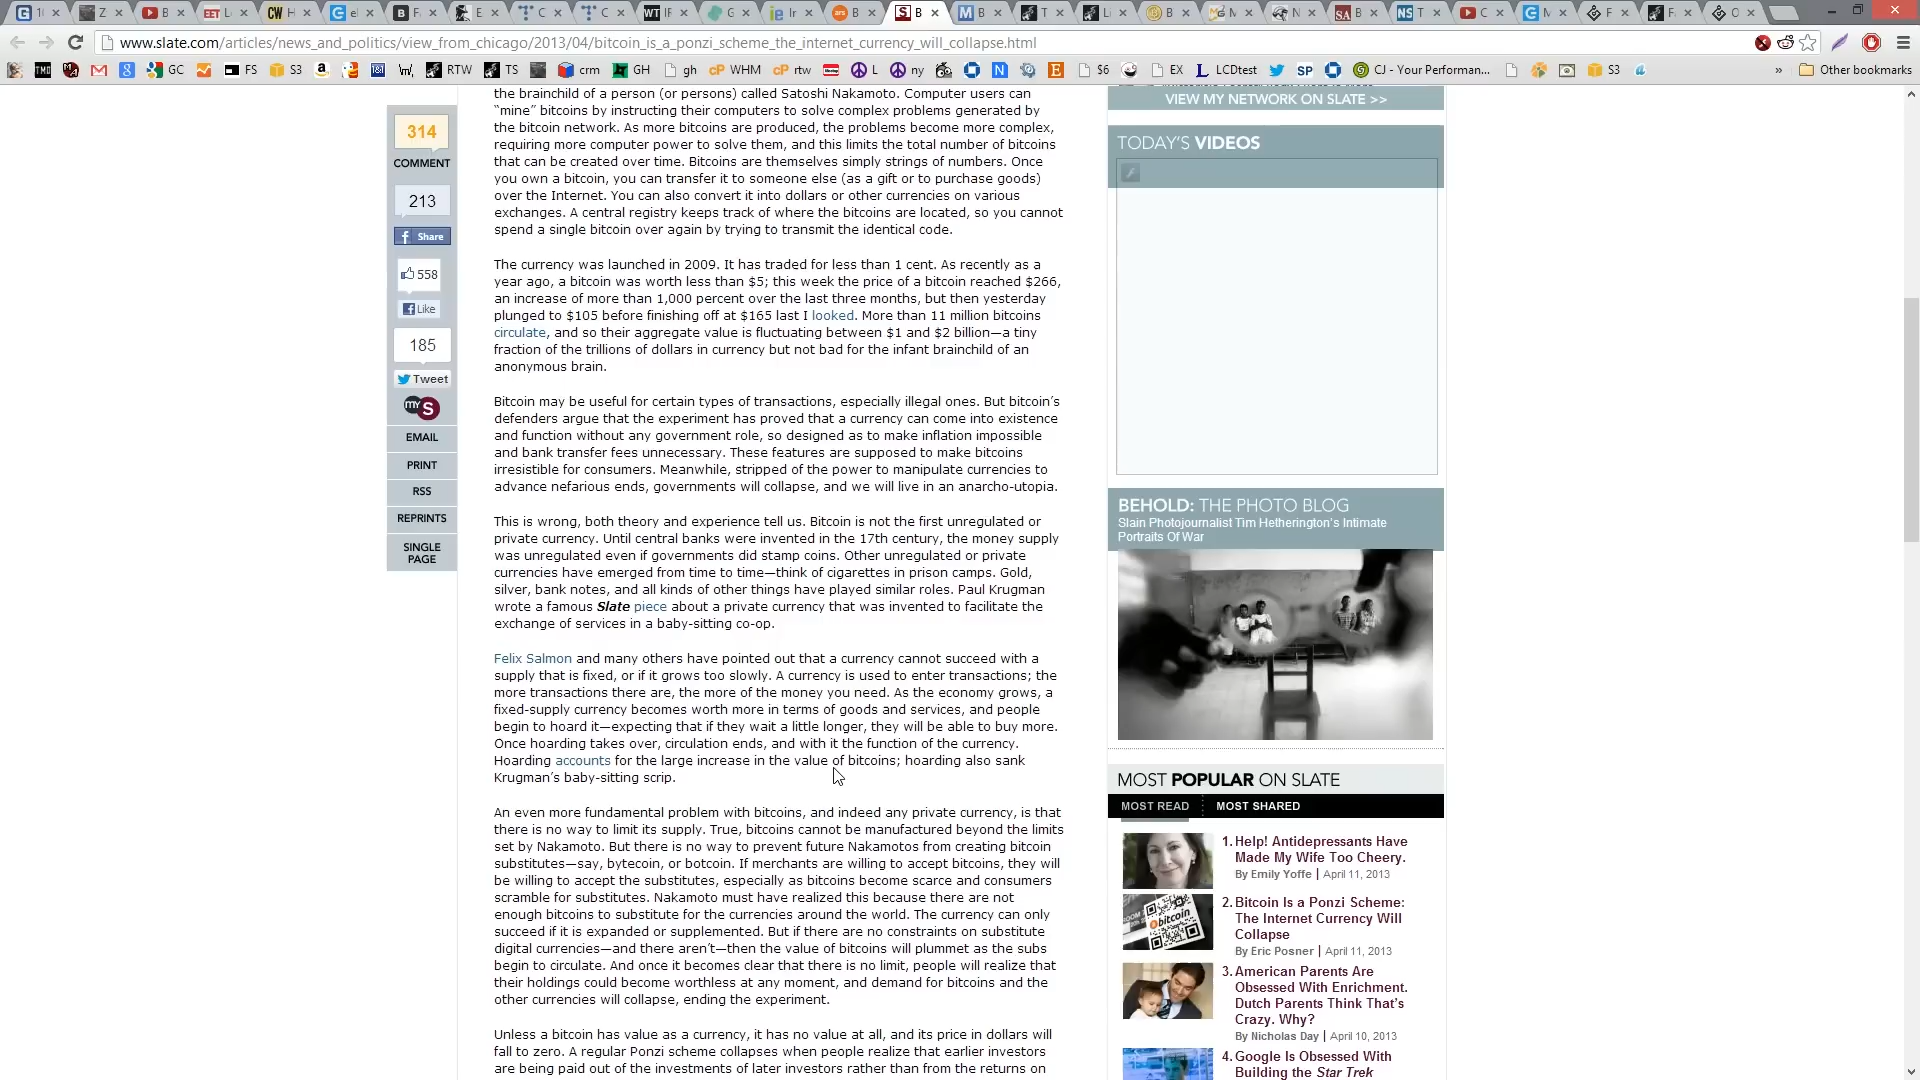 www.slate.com/articles/news_and_politics/view_from_chicago/2013/04/bitcoin_is_a_ponzi_scheme_the_internet_currency_will_collapse.html
GC
FS
S3
RTW
TS
crm
GH
gh
WHM
rtw
L
ny
$6
EX
LCDtest
SP
CJ - Your Performan...
S3
»
Other bookmarks
314
COMMENT
213
Share
558
Like
185
Tweet
my S
EMAIL
PRINT
RSS
REPRINTS
SINGLE
PAGE
the brainchild of a person (or persons) called Satoshi Nakamoto. Computer users can
“mine” bitcoins by instructing their computers to solve complex problems generated by
the bitcoin network. As more bitcoins are produced, the problems become more complex,
requiring more computer power to solve them, and this limits the total number of bitcoins
that can be created over time. Bitcoins are themselves simply strings of numbers. Once
you own a bitcoin, you can transfer it to someone else (as a gift or to purchase goods)
over the Internet. You can also convert it into dollars or other currencies on various
exchanges. A central registry keeps track of where the bitcoins are located, so you cannot
spend a single bitcoin over again by trying to transmit the identical code.
The currency was launched in 2009. It has traded for less than 1 cent. As recently as a
year ago, a bitcoin was worth less than $5; this week the price of a bitcoin reached $266,
an increase of more than 1,000 percent over the last three months, but then yesterday
plunged to $105 before finishing off at $165 last I looked. More than 11 million bitcoins
circulate, and so their aggregate value is fluctuating between $1 and $2 billion—a tiny
fraction of the trillions of dollars in currency but not bad for the infant brainchild of an
anonymous brain.
Bitcoin may be useful for certain types of transactions, especially illegal ones. But bitcoin’s
defenders argue that the experiment has proved that a currency can come into existence
and function without any government role, so designed as to make inflation impossible
and bank transfer fees unnecessary. These features are supposed to make bitcoins
irresistible for consumers. Meanwhile, stripped of the power to manipulate currencies to
advance nefarious ends, governments will collapse, and we will live in an anarcho-utopia.
This is wrong, both theory and experience tell us. Bitcoin is not the first unregulated or
private currency. Until central banks were invented in the 17th century, the money supply
was unregulated even if governments did stamp coins. Other unregulated or private
currencies have emerged from time to time—think of cigarettes in prison camps. Gold,
silver, bank notes, and all kinds of other things have played similar roles. Paul Krugman
wrote a famous Slate piece about a private currency that was invented to facilitate the
exchange of services in a baby-sitting co-op.
Felix Salmon and many others have pointed out that a currency cannot succeed with a
supply that is fixed, or if it grows too slowly. A currency is used to enter transactions; the
more transactions there are, the more of the money you need. As the economy grows, a
fixed-supply currency becomes worth more in terms of goods and services, and people
begin to hoard it—expecting that if they wait a little longer, they will be able to buy more.
Once hoarding takes over, circulation ends, and with it the function of the currency.
Hoarding accounts for the large increase in the value of bitcoins; hoarding also sank
Krugman’s baby-sitting scrip.
An even more fundamental problem with bitcoins, and indeed any private currency, is that
there is no way to limit its supply. True, bitcoins cannot be manufactured beyond the limits
set by Nakamoto. But there is no way to prevent future Nakamotos from creating bitcoin
substitutes—say, bytecoin, or botcoin. If merchants are willing to accept bitcoins, they will
be willing to accept the substitutes, especially as bitcoins become scarce and consumers
scramble for substitutes. Nakamoto must have realized this because there are not
enough bitcoins to substitute for the currencies around the world. The currency can only
succeed if it is expanded or supplemented. But if there are no constraints on substitute
digital currencies—and there aren’t—then the value of bitcoins will plummet as the subs
begin to circulate. And once it becomes clear that there is no limit, people will realize that
their holdings could become worthless at any moment, and demand for bitcoins and the
other currencies will collapse, ending the experiment.
Unless a bitcoin has value as a currency, it has no value at all, and its price in dollars will
fall to zero. A regular Ponzi scheme collapses when people realize that earlier investors
are being paid out of the investments of later investors rather than from the returns on
VIEW MY NETWORK ON SLATE >>
TODAY’S VIDEOS
BEHOLD: THE PHOTO BLOG
Slain Photojournalist Tim Hetherington’s Intimate
Portraits Of War
MOST POPULAR ON SLATE
MOST READ
MOST SHARED
1. Help! Antidepressants Have
Made My Wife Too Cheery.
By Emily Yoffe | April 11, 2013
bitcoin
2. Bitcoin Is a Ponzi Scheme:
The Internet Currency Will
Collapse
By Eric Posner | April 11, 2013
3. American Parents Are
Obsessed With Enrichment.
Dutch Parents Think That’s
Crazy. Why?
By Nicholas Day | April 10, 2013
4. Google Is Obsessed With
Building the Star Trek